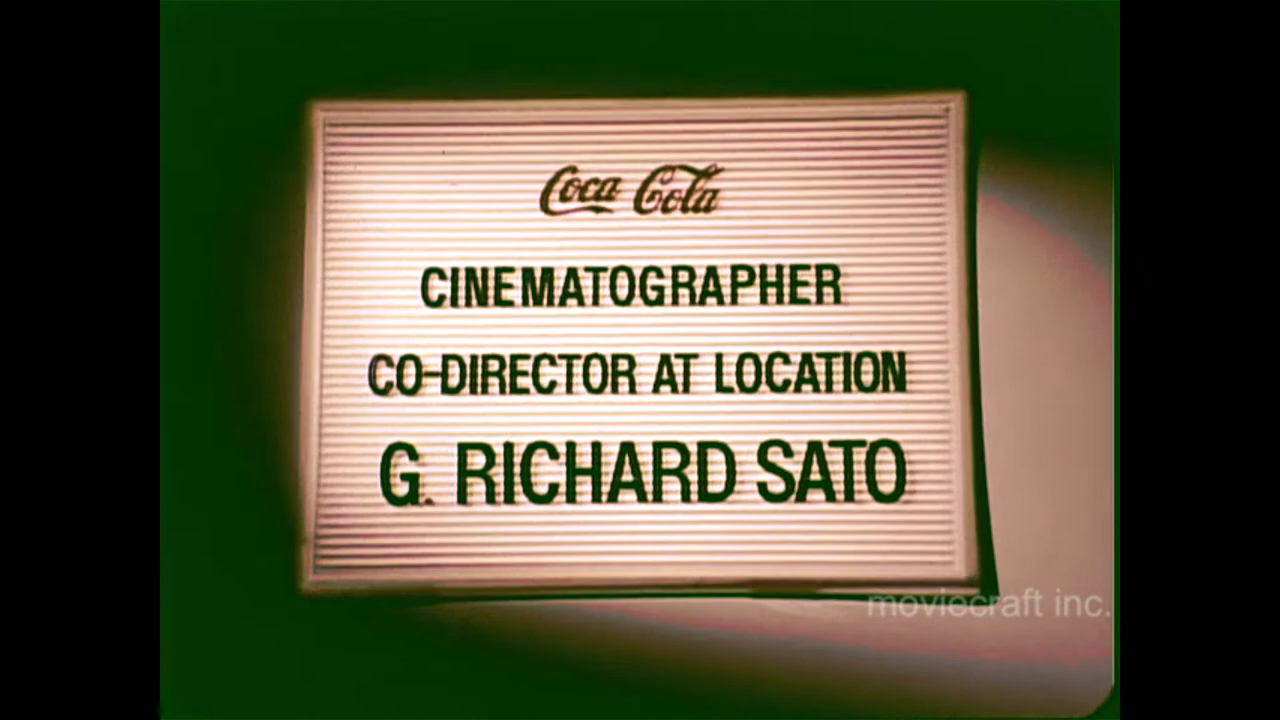 Coca Cola
CINEMATOGRAPHER
CO-DIRECTOR AT LOCATION
G. RICHARD SATO
moviecraft inc.